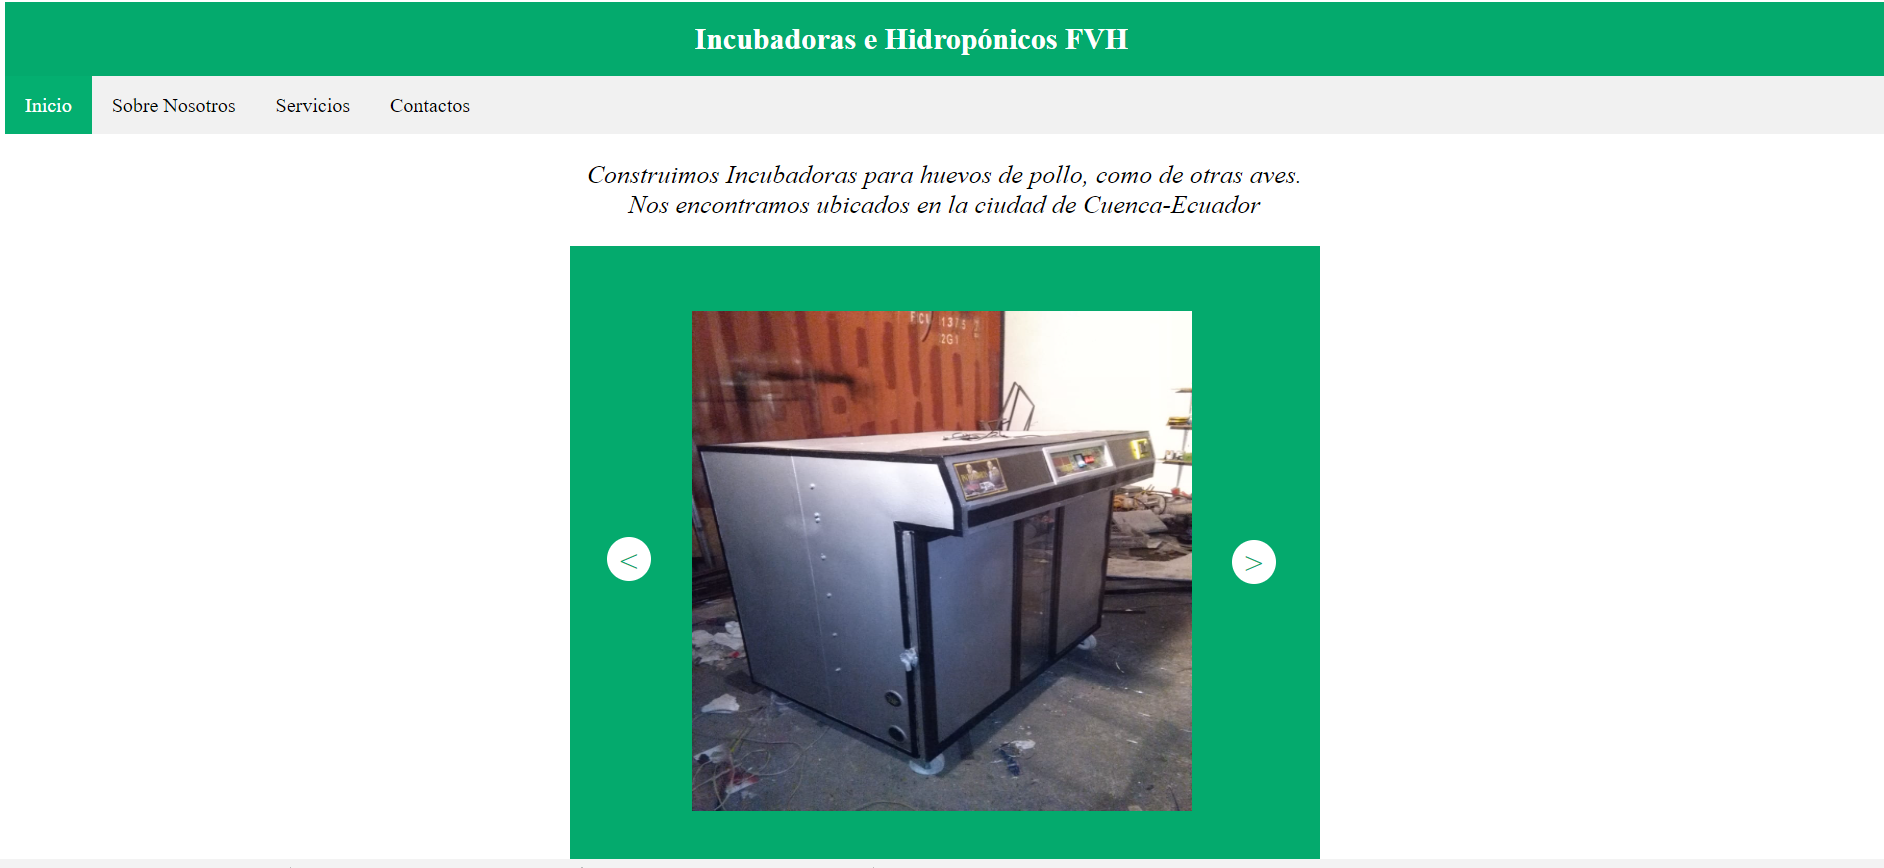 Incubadoras e Hidropónicos FVH
Inicio
Sobre Nosotros
Servicios
Contactos
Construimos Incubadoras para huevos de pollo, como de otras aves.
Nos encontramos ubicados en la ciudad de Cuenca-Ecuador
2G1
<
>